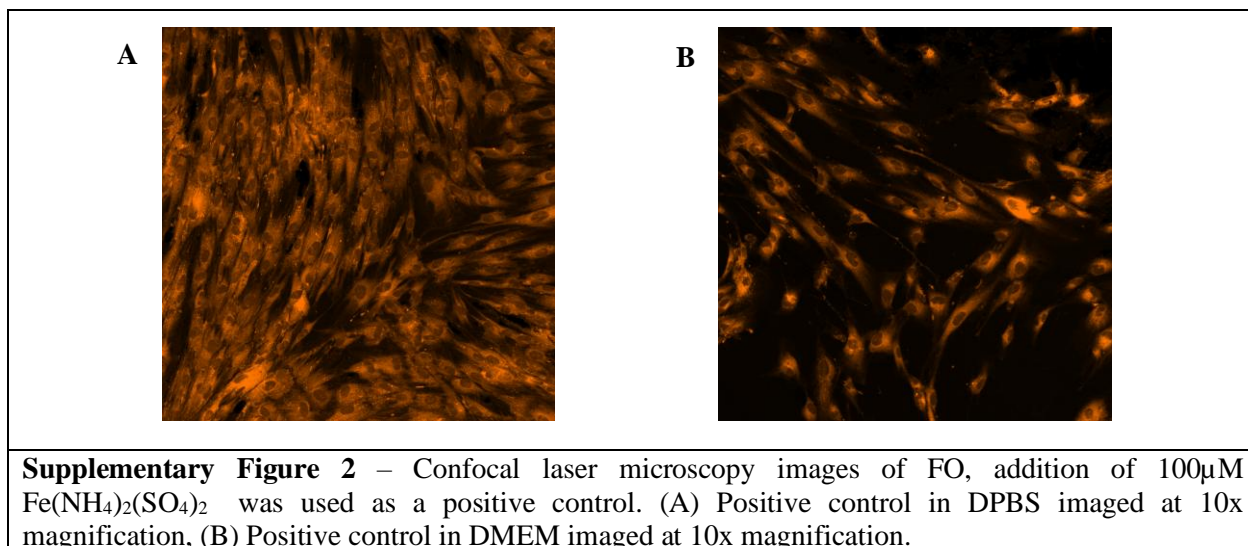 A
B
Supplementary Figure 2 – Confocal laser microscopy images of FO, addition of 100µM
Fe(NH₄)₂(SO₄)₂ was used as a positive control. (A) Positive control in DPBS imaged at 10x
magnification, (B) Positive control in DMEM imaged at 10x magnification.